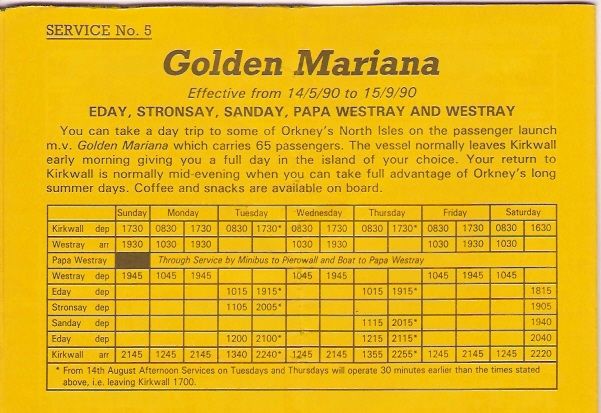 SERVICE No. 5
Golden Mariana
Effective from 14/5/90 to 15/9/90
EDAY, STRONSAY, SANDAY, PAPA WESTRAY AND WESTRAY
You can take a day trip to some of Orkney's North Isles on the passenger launch
m.v. Golden Mariana which carries 65 passengers. The vessel normally leaves Kirkwall
early morning giving you a full day in the island of your choice. Your return to
Kirkwall is normally mid-evening when you can take full advantage of Orkney's long
summer days. Coffee and snacks are available on board.
Sunday Monday Tuesday Wednesday Thursday Friday Saturday
Kirkwall dep 1730 0830 1730 0830 1730* 0830 1730 0830 1730* 0830 1730 0830 1630
Westray arr 1930 1030 1930 1030 1930 1030 1930 1030
Papa Westray Through Service by Minibus to Pierowall and Boat to Papa Westray
Westray dep 1945 1045 1945 1045 1945 1045 1945 1045
Eday dep 1015 1915* 1015 1915* 1815
Stronsay dep 1105 2005* 1905
Sanday dep 1115 2015* 1940
Eday dep 1200 2100* 1215 2115* 2040
Kirkwall arr 2145 1245 2145 1340 2240* 1245 2145 1355 2255* 1245 2145 1245 2220
* From 14th August Afternoon Services on Tuesdays and Thursdays will operate 30 minutes earlier than the times stated
above, i.e. leaving Kirkwall 1700.